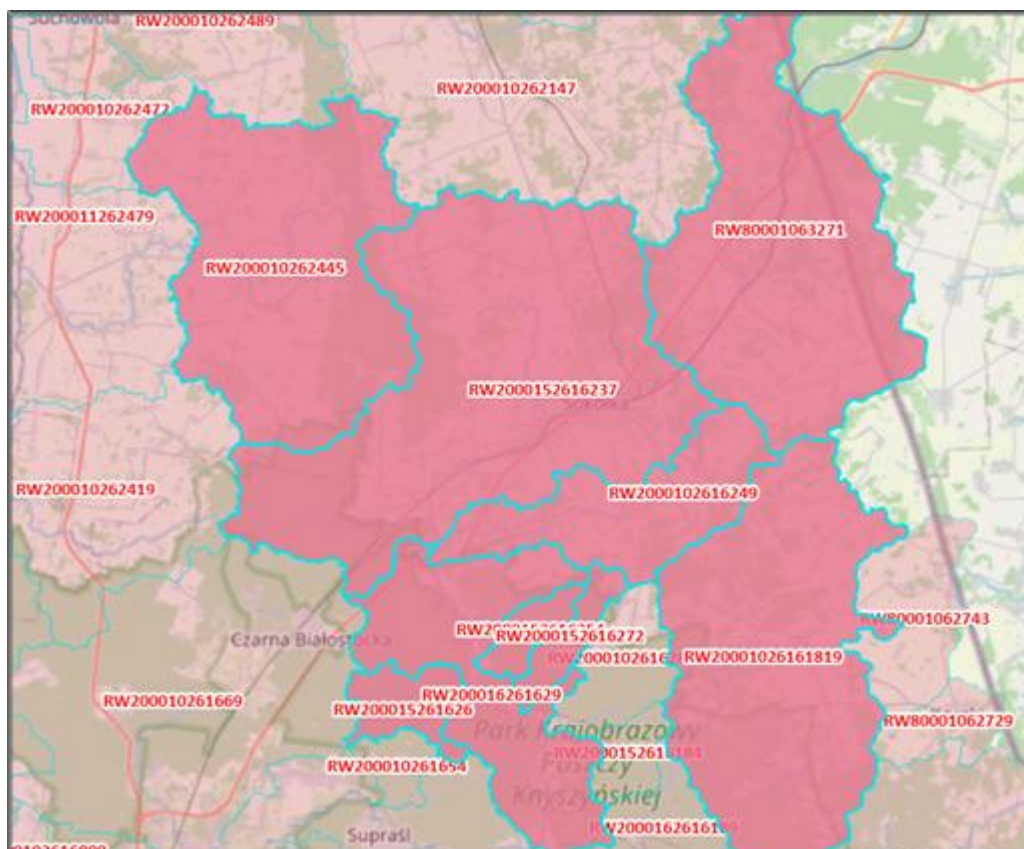 Suchowola
RW200010262489
RW200010262147
RW200010262472
RW200011262479
RW80001063271
RW200010262445
RW2000152616237
RW200010262419
RW2000102616249
RW80001062743
Czarna Białostocka
RW2000152616272
RW20001026161819
RW200016261629
RW200010261669
RW200015261626
RW80001062729
Park Krajobrazowy
Puszczy
Knyszyńskiej
RW200010261654
Supraśl